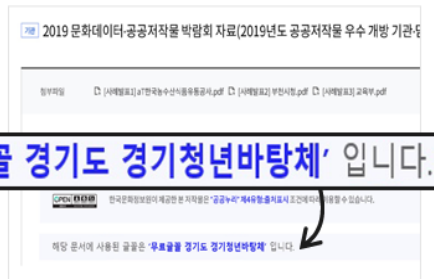 기관 2019 문화데이터·공공저작물 박람회 자료(2019년도 공공저작물 우수 개방 기관·담
첨부파일 [사례발표1] aT한국농수산식품유통공사.pdf [사례발표2] 부천시청.pdf [사례발표3] 교육부.pdf
꼴 경기도 경기청년바탕체’ 입니다.
OPEN 한국문화정보원이 제공한 본 저작물은 "공공누리" 제4유형:출처표시 조건에 따라 이용할 수 있습니다.
해당 문서에 사용된 글꼴은 '무료글꼴 경기도 경기청년바탕체' 입니다.